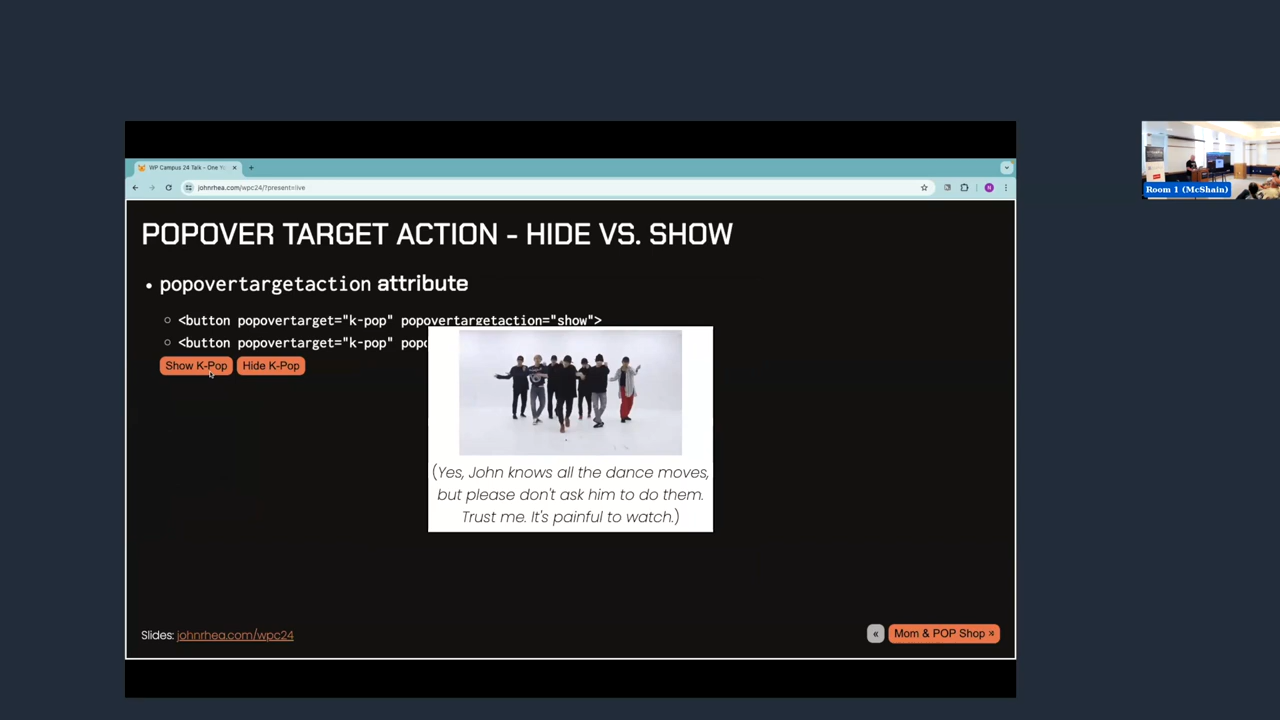 WP Campus 24 Talk - One
johnrhea.com/wpc24/?present=live
POPOVER TARGET ACTION - HIDE VS. SHOW
• popovertargetaction attribute
<button popovertarget="k-pop" popovertargetaction="show">
<button popovertarget="k-pop" popo
Show K-Pop Hide K-Pop
(Yes, John knows all the dance moves,
but please don't ask him to do them.
Trust me. It's painful to watch.)
Slides: johnrhea.com/wpc24
« Mom & POP Shop »
Room 1 (McShain)